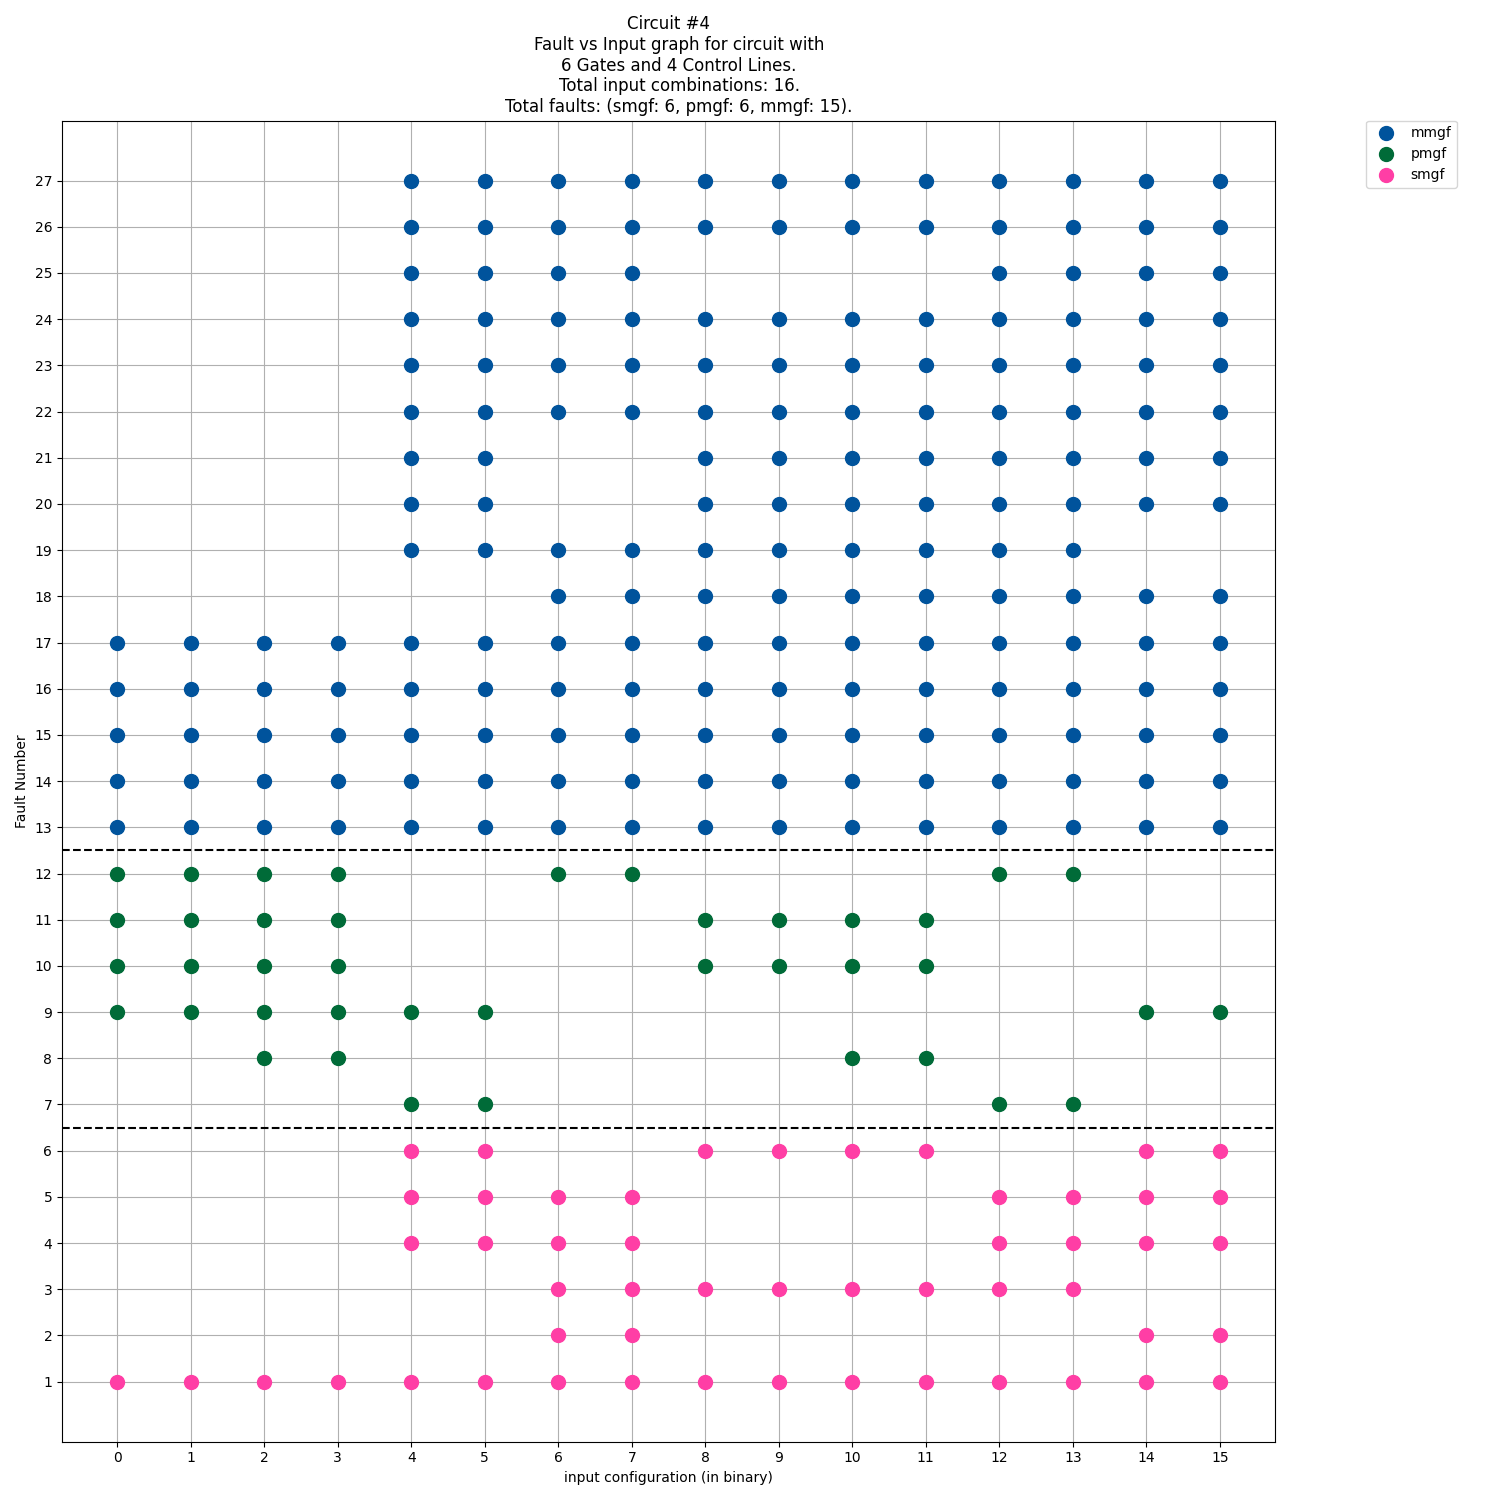 Circuit #4
Fault vs Input graph for circuit with
6 Gates and 4 Control Lines.
Total input combinations: 16.
Total faults: (smgf: 6, pmgf: 6, mmgf: 15).
mmgf
pmgf
smgf
Fault Number
27
26
25
24
23
22
21
20
19
18
17
16
15
14
13
12
11
10
9
8
7
6
5
4
3
2
1
0 1 2 3 4 5 6 7 8 9 10 11 12 13 14 15
input configuration (in binary)